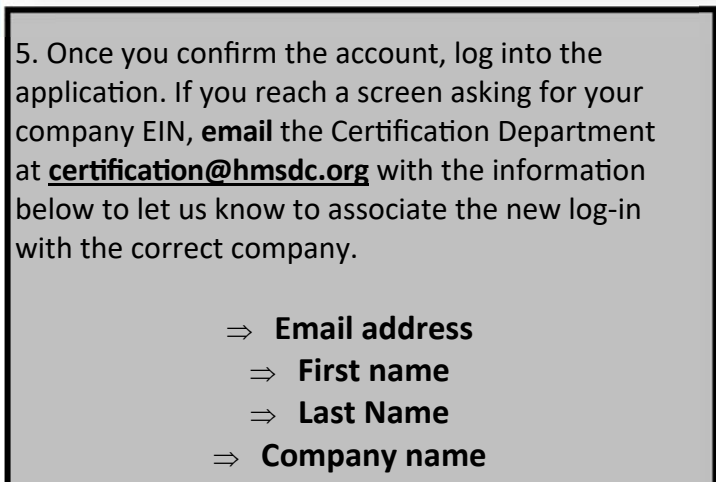 5. Once you confirm the account, log into the
application. If you reach a screen asking for your
company EIN, email the Certification Department
at certification@hmsdc.org with the information
below to let us know to associate the new log-in
with the correct company.
⇒ Email address
⇒ First name
⇒ Last Name
⇒ Company name